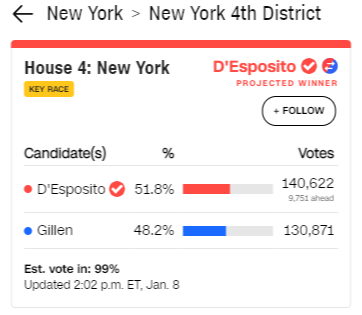 ← New York > New York 4th District
House 4: New York
D'Esposito
PROJECTED WINNER
KEY RACE
+ FOLLOW
Candidate(s) % Votes
D'Esposito 51.8% 140,622
9,751 ahead
Gillen 48.2% 130,871
Est. vote in: 99%
Updated 2:02 p.m. ET, Jan. 8